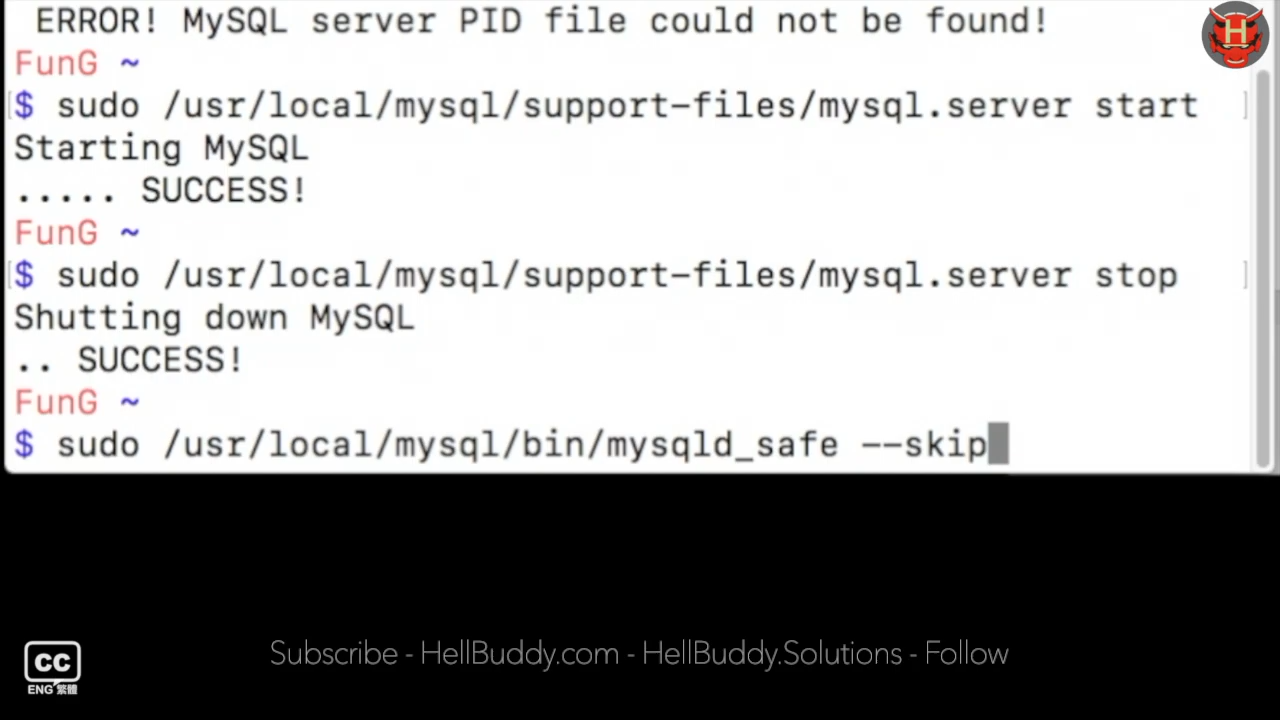 ERROR! MySQL server PID file could not be found!
H
FunG ~
[$ sudo /usr/local/mysql/support-files/mysql.server start ]
Starting MySQL
..... SUCCESS!
FunG ~
[$ sudo /usr/local/mysql/support-files/mysql.server stop ]
Shutting down MySQL
.. SUCCESS!
FunG ~
$ sudo /usr/local/mysql/bin/mysqld_safe --skip
CC
ENG 繁體
Subscribe - HellBuddy.com - HellBuddy.Solutions - Follow